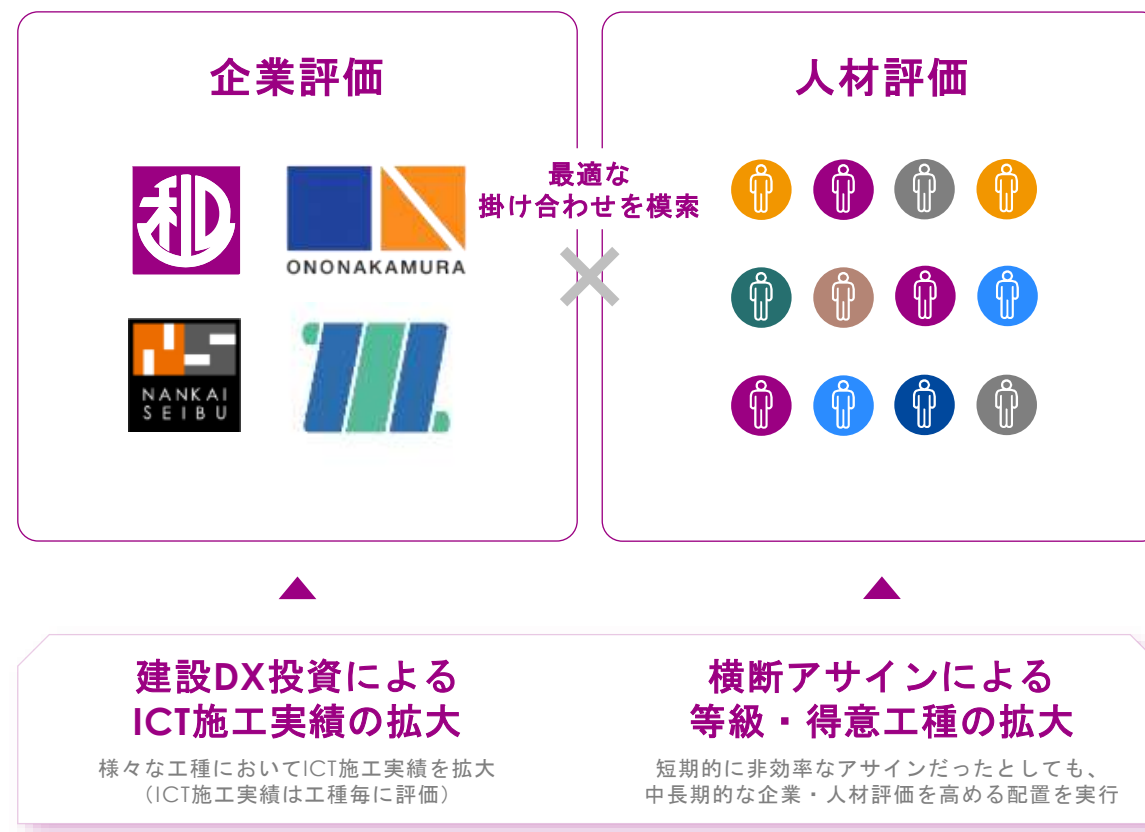 企業評価
人材評価
最適な
掛け合わせを模索
ONONAKAMURA
NANKAI
SEIBU
建設DX投資による
ICT施工実績の拡大
様々な工種においてICT施工実績を拡大
（ICT施工実績は工種毎に評価）
横断アサインによる
等級・得意工種の拡大
短期的に非効率なアサインだったとしても、
中長期的な企業・人材評価を高める配置を実行